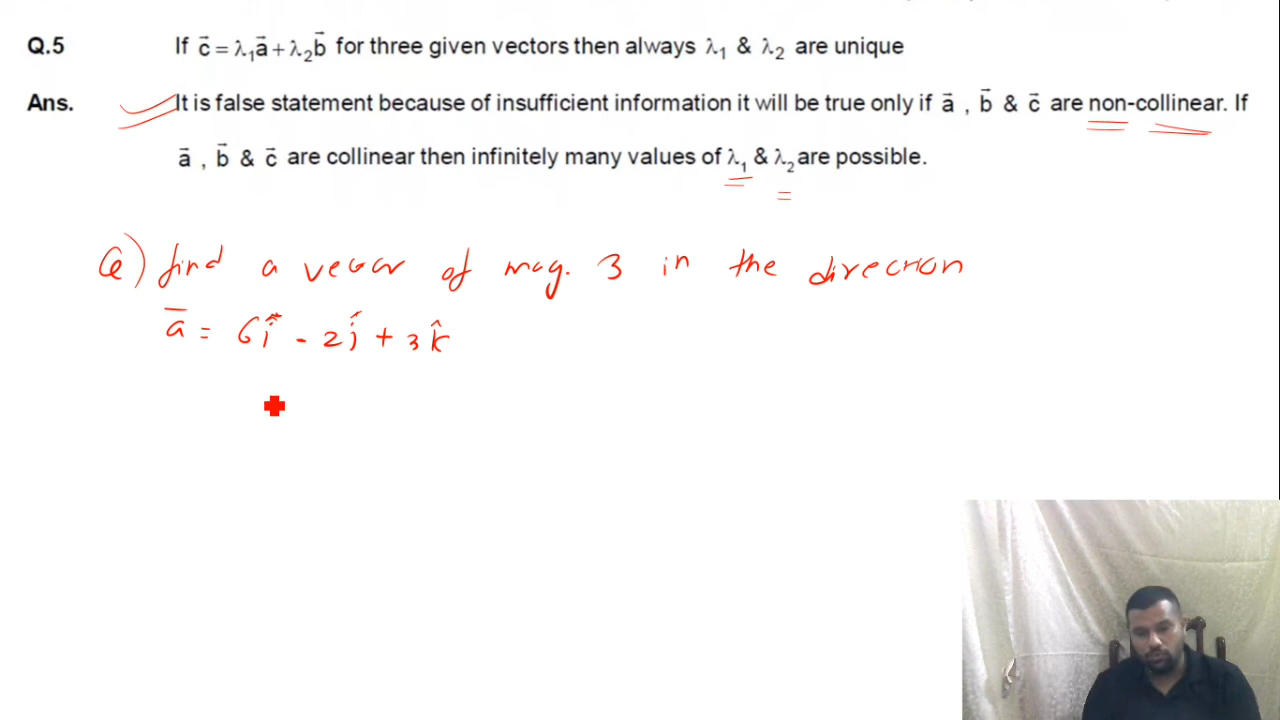 Q.5 If c⃗ = λ₁a⃗ + λ₂b⃗ for three given vectors then always λ₁ & λ₂ are unique
Ans. It is false statement because of insufficient information it will be true only if a⃗ , b⃗ & c⃗ are non-collinear. If
a⃗ , b⃗ & c⃗ are collinear then infinitely many values of λ₁ & λ₂ are possible.
Q) find a vector of mag. 3 in the direction
a̅ = 6î - 2ĵ + 3k̂